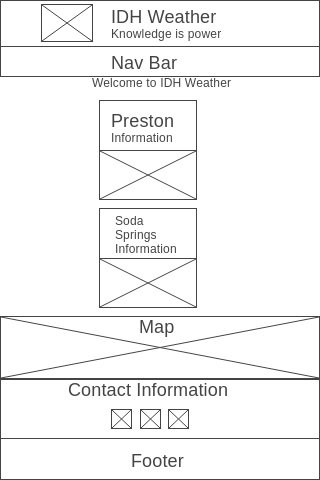 IDH Weather
Knowledge is power
Nav Bar
Welcome to IDH Weather
Preston
Information
Soda
Springs
Information
Map
Contact Information
Footer